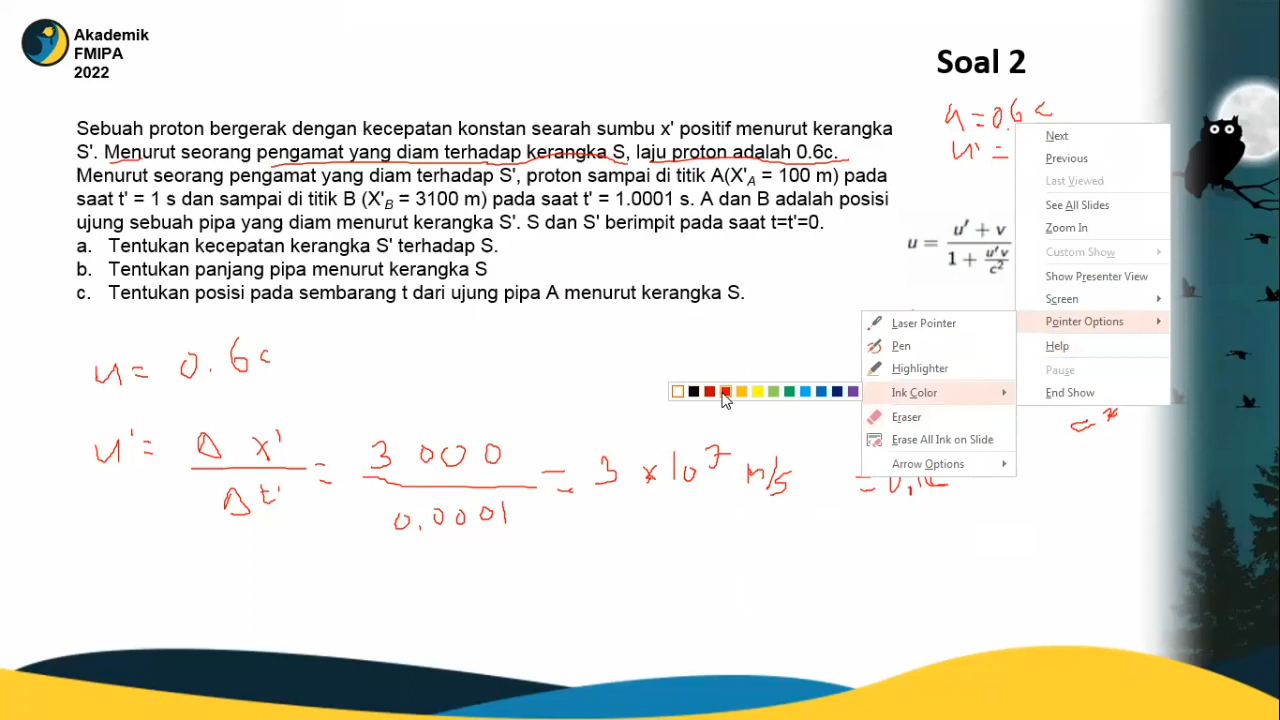 Akademik
FMIPA
2022
Soal 2
Sebuah proton bergerak dengan kecepatan konstan searah sumbu x' positif menurut kerangka
S'. Menurut seorang pengamat yang diam terhadap kerangka S, laju proton adalah 0.6c.
Menurut seorang pengamat yang diam terhadap S', proton sampai di titik A(X'A = 100 m) pada
saat t' = 1 s dan sampai di titik B (X'B = 3100 m) pada saat t' = 1.0001 s. A dan B adalah posisi
ujung sebuah pipa yang diam menurut kerangka S'. S dan S' berimpit pada saat t=t'=0.
a. Tentukan kecepatan kerangka S' terhadap S.
b. Tentukan panjang pipa menurut kerangka S
c. Tentukan posisi pada sembarang t dari ujung pipa A menurut kerangka S.
u = 0.6 c
u' =
u = u' + v / 1 + u'v / c²
Next
Previous
Last Viewed
See All Slides
Zoom In
Custom Show
Show Presenter View
Screen
Pointer Options
Help
Pause
End Show
Laser Pointer
Pen
Highlighter
Ink Color
Eraser
Erase All Ink on Slide
Arrow Options
u = 0.6 c
u' = Δ x' / Δ t' = 3 000 / 0.0001 = 3 × 10⁷ m/s